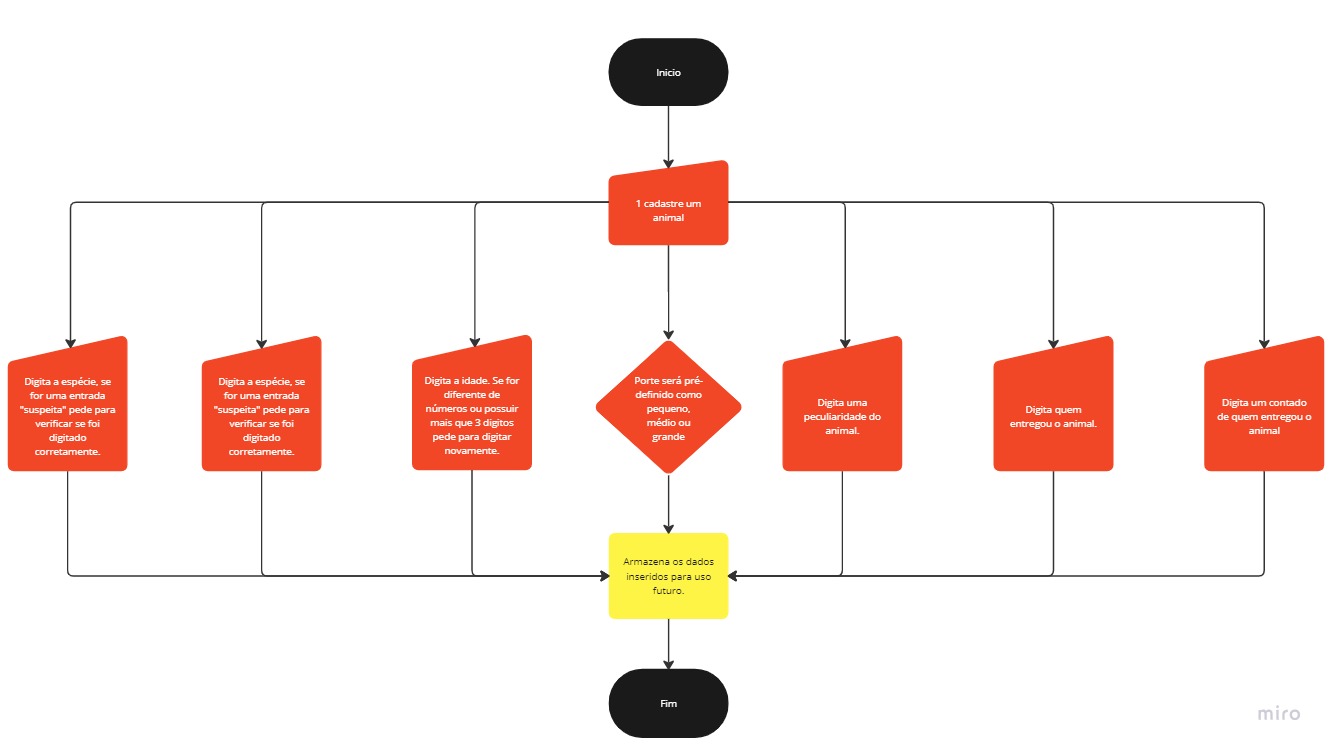 Inicio
1 cadastre um
animal
Digita a espécie, se
for uma entrada
"suspeita" pede para
verificar se foi
digitado
corretamente.
Digita a espécie, se
for uma entrada
"suspeita" pede para
verificar se foi
digitado
corretamente.
Digita a idade. Se for
diferente de
números ou possuir
mais que 3 digitos
pede para digitar
novamente.
Porte será pré-
definido como
pequeno,
médio ou
grande
Digita uma
peculiaridade do
animal.
Digita quem
entregou o animal.
Digita um contado
de quem entregou o
animal
Armazena os dados
inseridos para uso
futuro.
Fim
miro